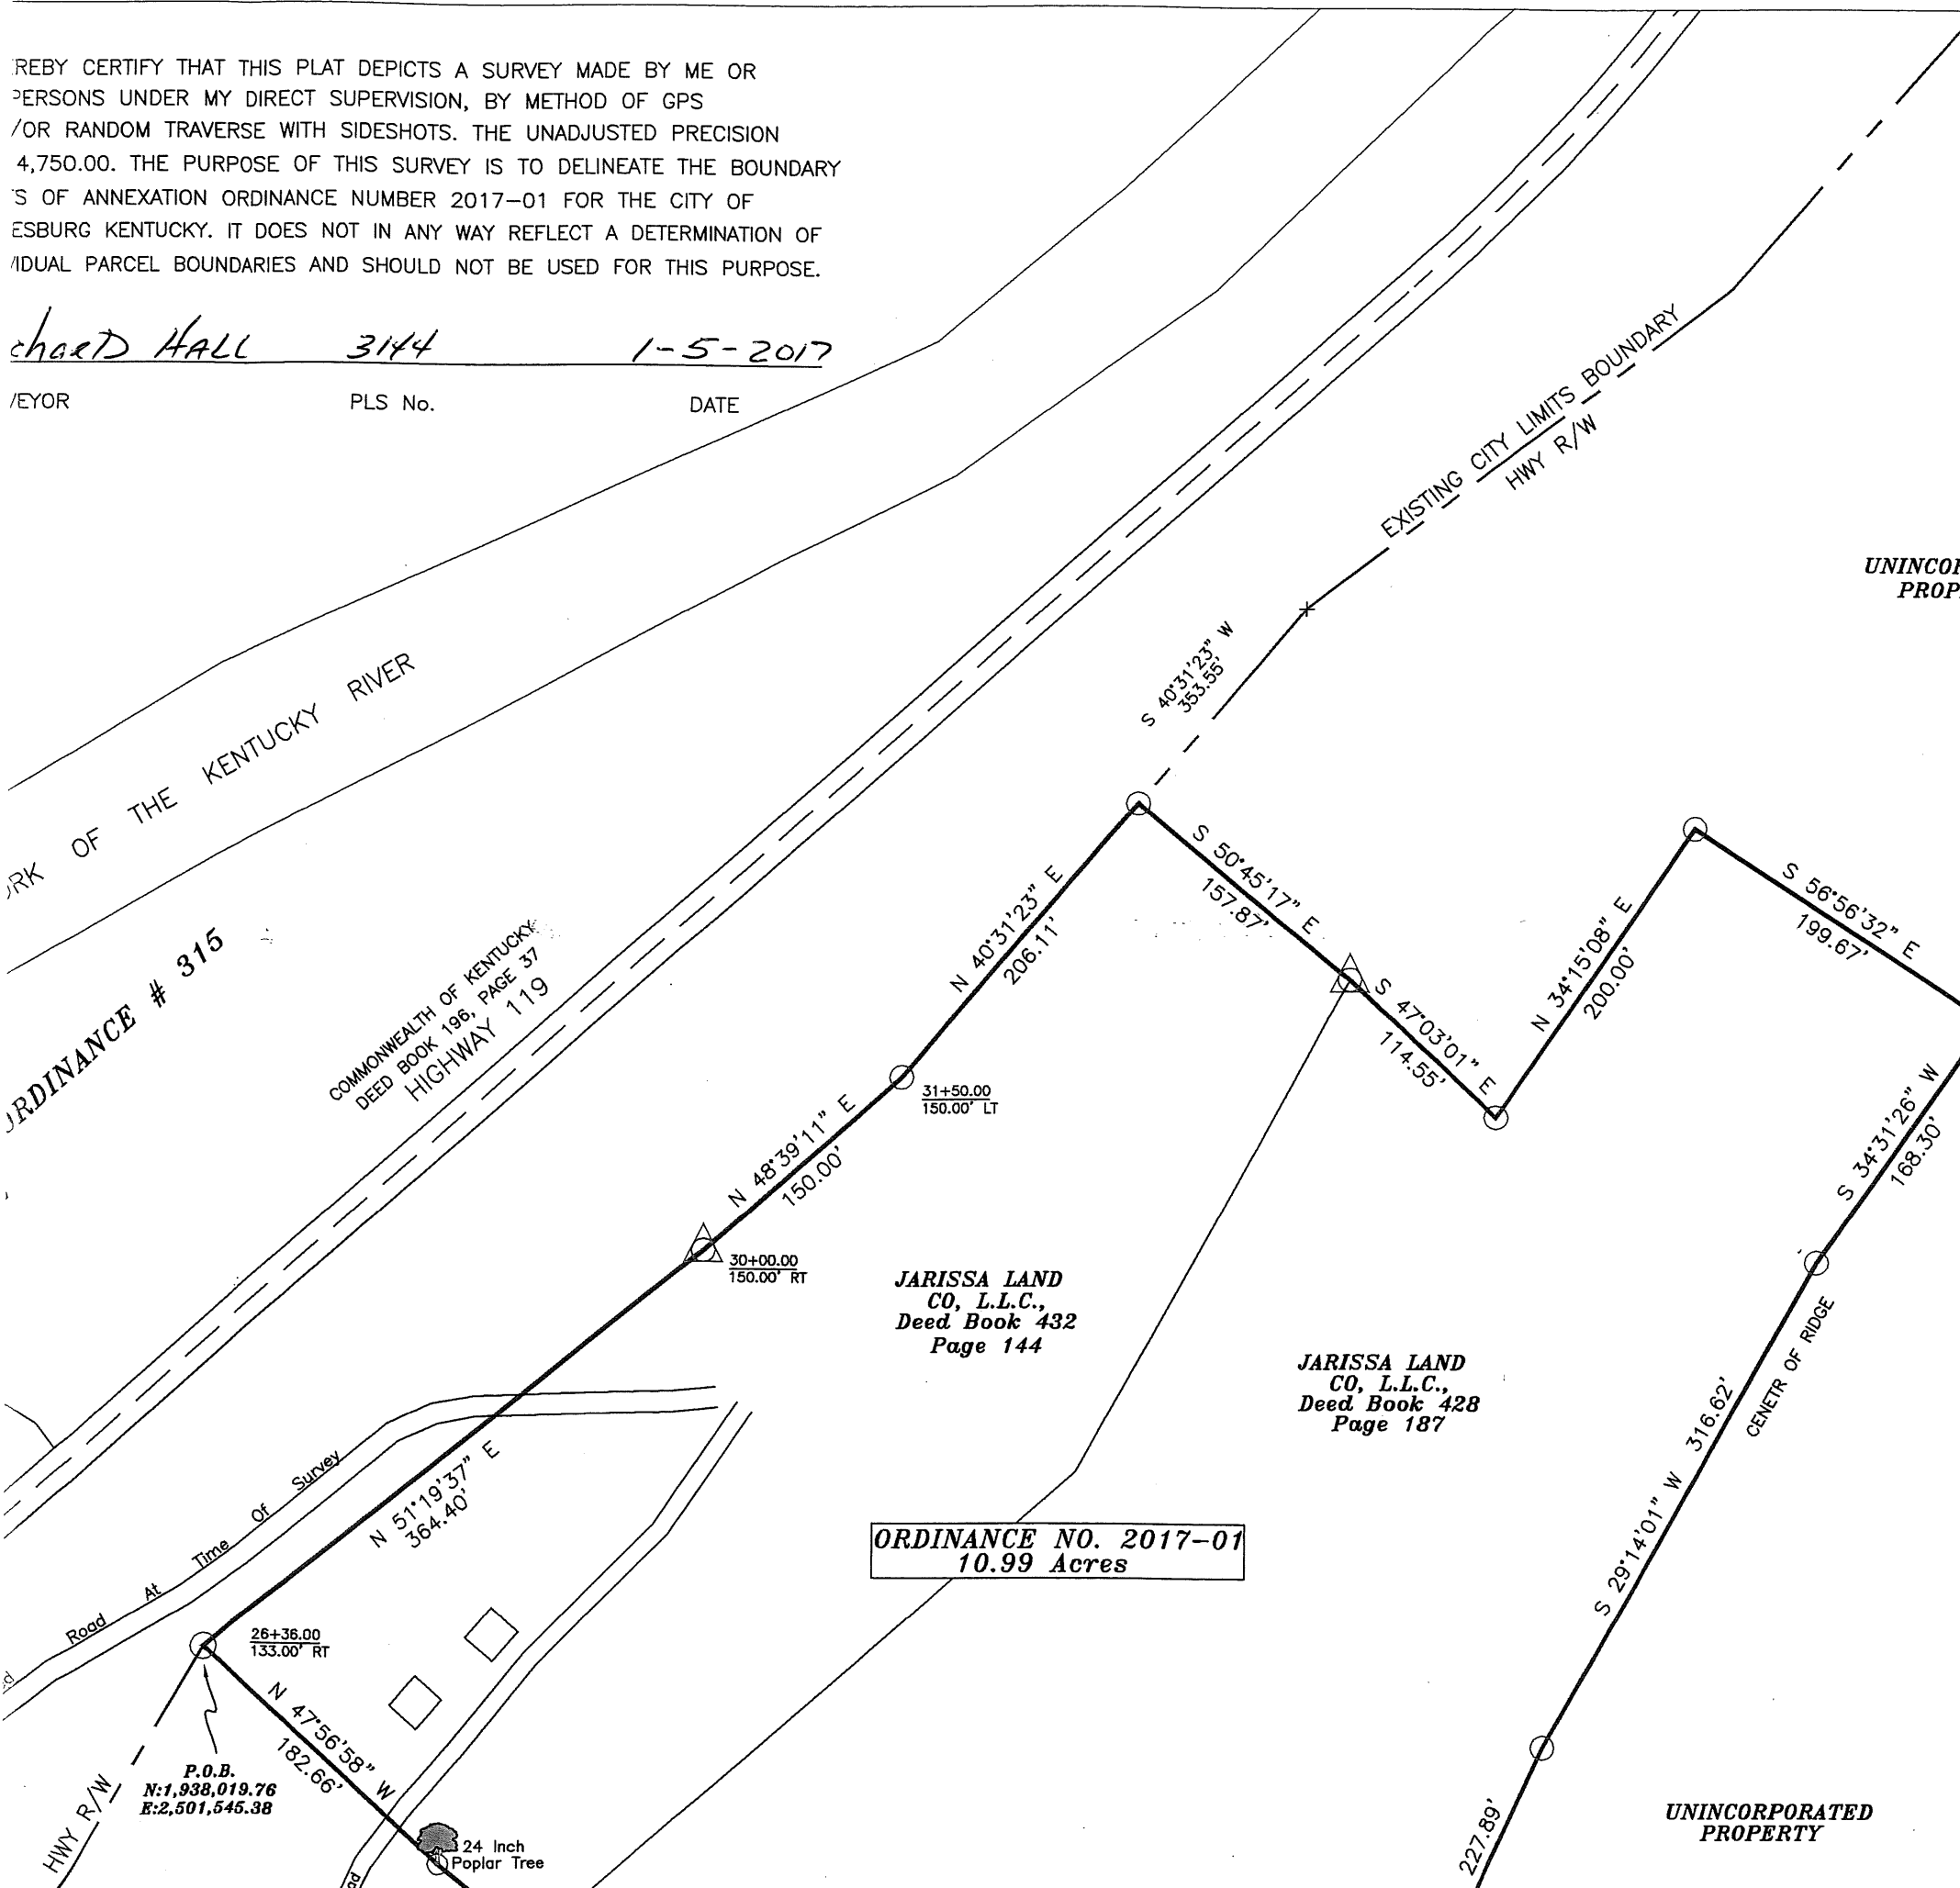 REBY CERTIFY THAT THIS PLAT DEPICTS A SURVEY MADE BY ME OR
PERSONS UNDER MY DIRECT SUPERVISION, BY METHOD OF GPS
/OR RANDOM TRAVERSE WITH SIDESHOTS. THE UNADJUSTED PRECISION
4,750.00. THE PURPOSE OF THIS SURVEY IS TO DELINEATE THE BOUNDARY
S OF ANNEXATION ORDINANCE NUMBER 2017-01 FOR THE CITY OF
ESBURG KENTUCKY. IT DOES NOT IN ANY WAY REFLECT A DETERMINATION OF
IDUAL PARCEL BOUNDARIES AND SHOULD NOT BE USED FOR THIS PURPOSE.
chaelD HALL 3144 1-5-2017
VEYOR PLS No. DATE
EXISTING CITY LIMITS BOUNDARY
HWY R/W
UNINCOR
PROP
S 40°31'23" W
353.55'
RK OF THE KENTUCKY RIVER
ORDINANCE # 315
COMMONWEALTH OF KENTUCKY
DEED BOOK 196, PAGE 37
HIGHWAY 119
N 40°31'23" E
206.11'
S 50°45'17" E
157.87'
S 47°03'01" E
114.55'
N 34°15'08" E
200.00'
S 56°56'32" E
199.67'
S 34°31'26" W
168.30'
31+50.00
150.00' LT
N 48°39'11" E
150.00'
30+00.00
150.00' RT
JARISSA LAND
CO, L.L.C.,
Deed Book 432
Page 144
JARISSA LAND
CO, L.L.C.,
Deed Book 428
Page 187
CENETR OF RIDGE
S 29°14'01" W 316.62'
N 51°19'37" E
364.40'
Road At Time Of Survey
ORDINANCE NO. 2017-01
10.99 Acres
26+36.00
133.00' RT
N 47°56'58" W
182.66'
P.O.B.
N:1,938,019.76
E:2,501,545.38
HWY R/W
24 Inch
Poplar Tree
227.89'
UNINCORPORATED
PROPERTY